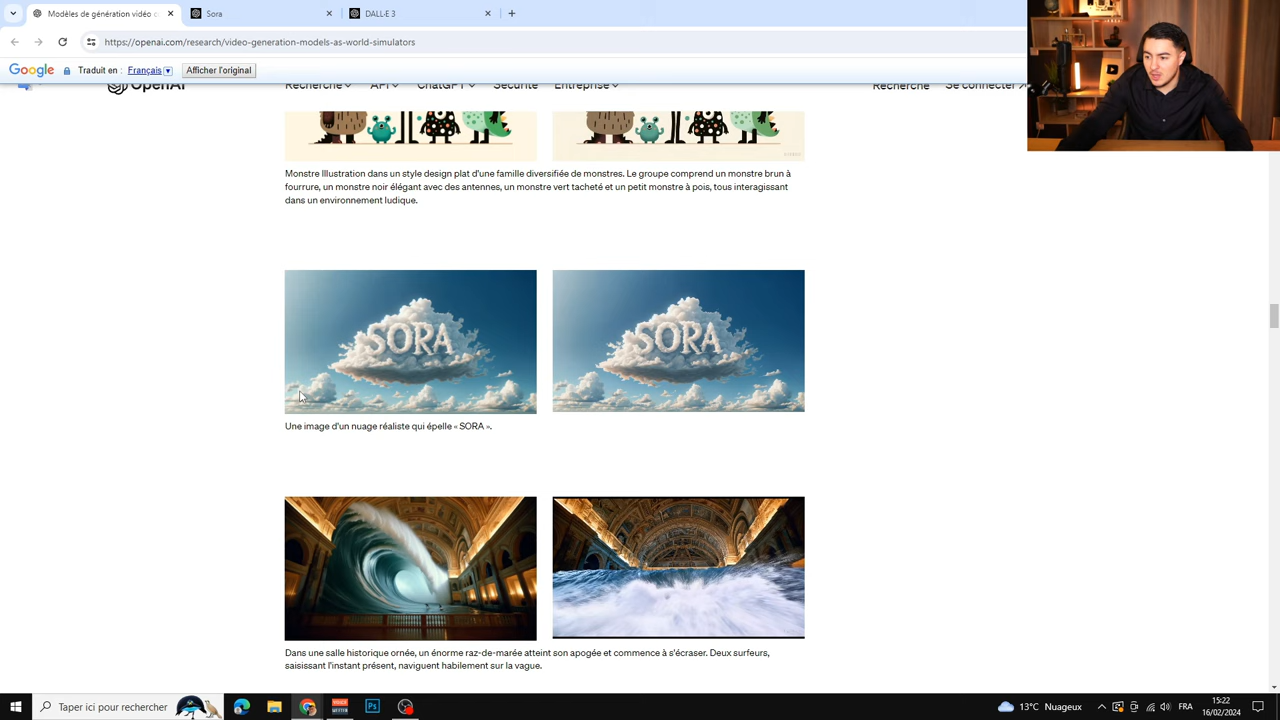 Modèles de génération vidéo c
Sora
DALL·E 3
https://openai.com/research/video-generation-models-as-world-simulators
Google Traduit en : Français Afficher l'original
OpenAI Recherche API ChatGPT Sécurité Entreprise Recherche Se connecter
Monstre Illustration dans un style design plat d'une famille diversifiée de monstres. Le groupe comprend un monstre brun à
fourrure, un monstre noir élégant avec des antennes, un monstre vert tacheté et un petit monstre à pois, tous interagissant
dans un environnement ludique.
SORA
SORA
Une image d'un nuage réaliste qui épelle « SORA ».
Dans une salle historique ornée, un énorme raz-de-marée atteint son apogée et commence à s'écraser. Deux surfeurs,
saisissant l'instant présent, naviguent habilement sur la vague.
Taper ici pour rechercher
Ps
13°C Nuageux
FRA
15:22
16/02/2024